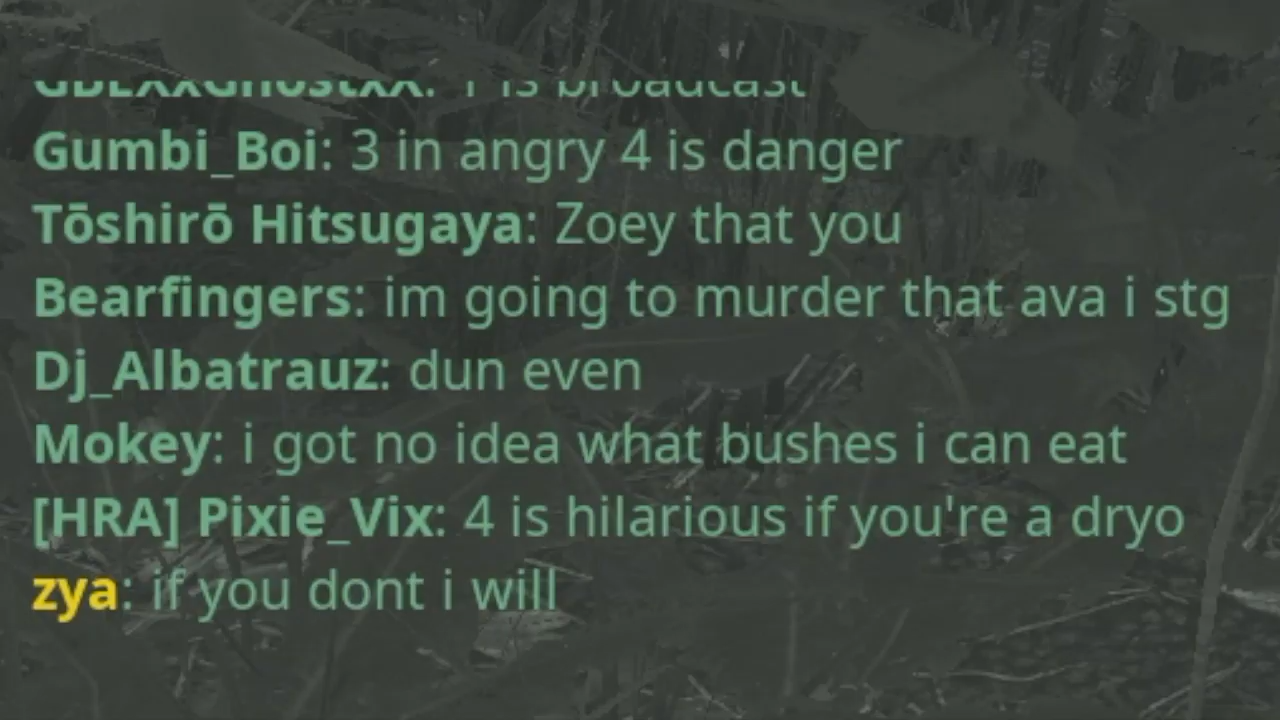 is broadcast
Gumbi_Boi: 3 in angry 4 is danger
Tōshirō Hitsugaya: Zoey that you
Bearfingers: im going to murder that ava i stg
Dj_Albatrauz: dun even
Mokey: i got no idea what bushes i can eat
[HRA] Pixie_Vix: 4 is hilarious if you're a dryo
zya: if you dont i will